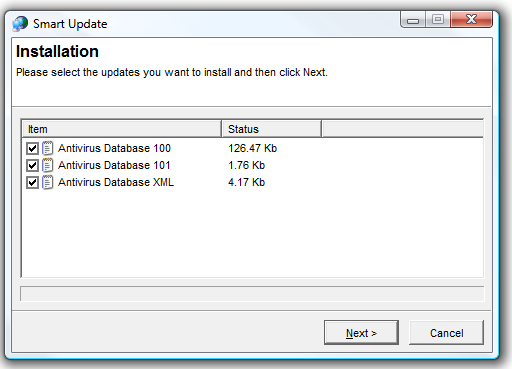 Smart Update
Installation
Please select the updates you want to install and then click Next.
Item Status
Antivirus Database 100 126.47 Kb
Antivirus Database 101 1.76 Kb
Antivirus Database XML 4.17 Kb
Next > Cancel